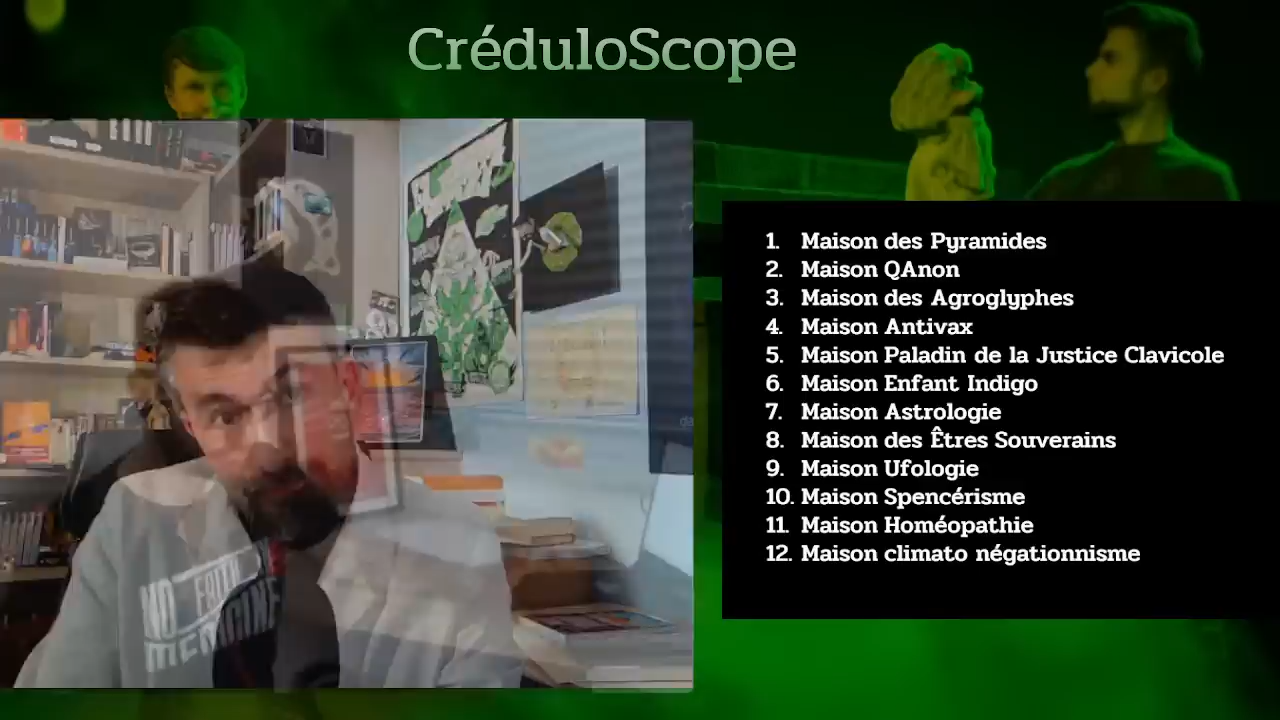 CréduloScope
1. Maison des Pyramides
2. Maison QAnon
3. Maison des Agroglyphes
4. Maison Antivax
5. Maison Paladin de la Justice Clavicole
6. Maison Enfant Indigo
7. Maison Astrologie
8. Maison des Êtres Souverains
9. Maison Ufologie
10. Maison Spencérisme
11. Maison Homéopathie
12. Maison climato négationnisme
NO FAITH